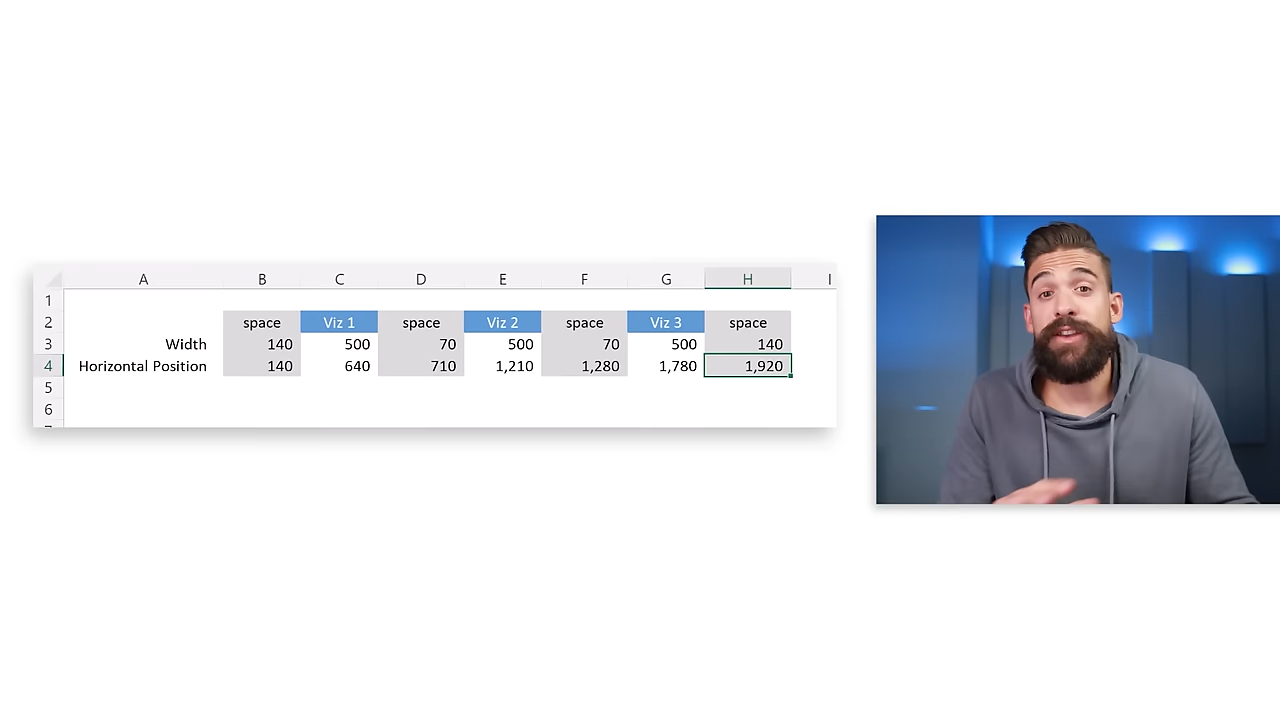 A B C D E F G H I
1
2 space Viz 1 space Viz 2 space Viz 3 space
3 Width 140 500 70 500 70 500 140
4 Horizontal Position 140 640 710 1,210 1,280 1,780 1,920
5
6